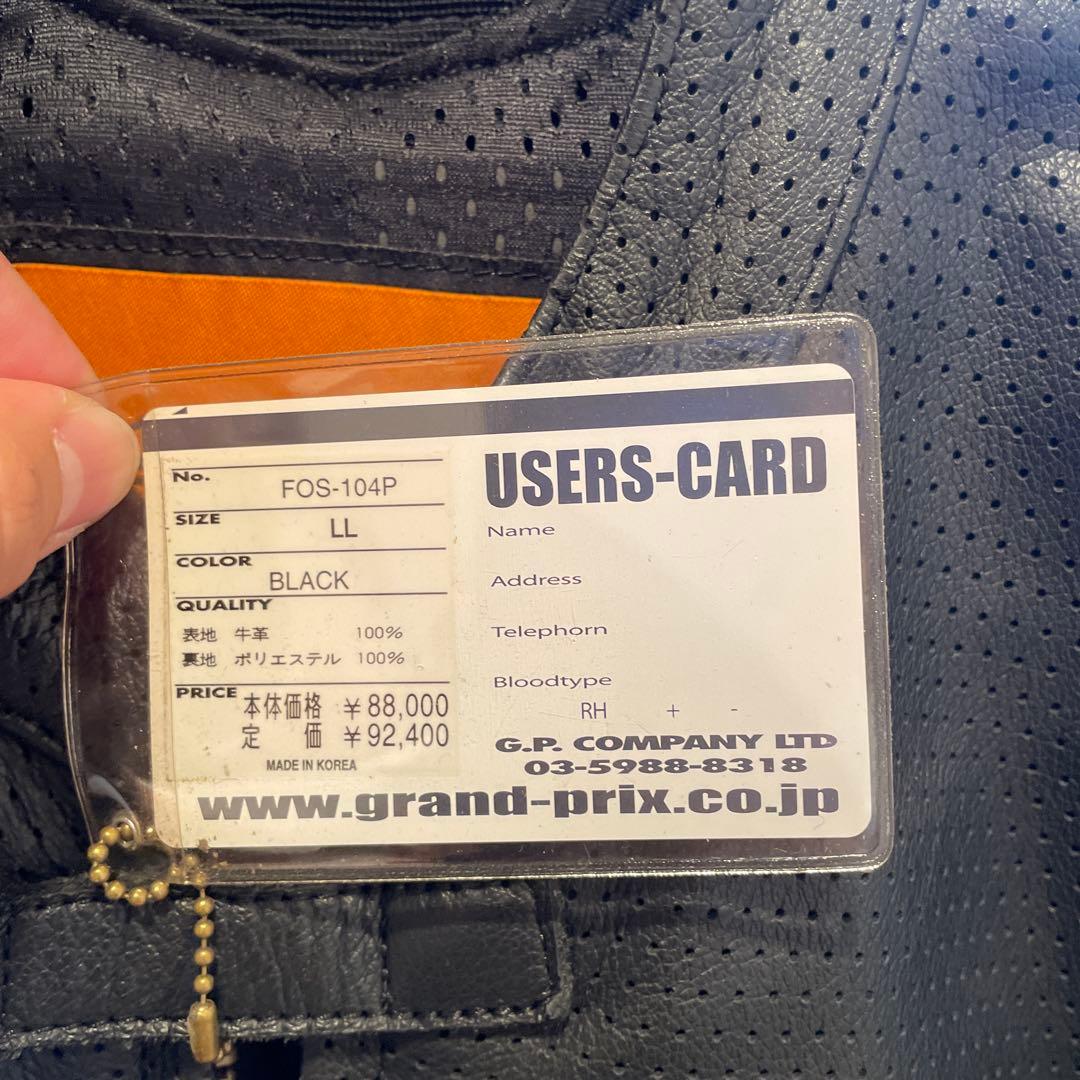 No. FOS-104P
SIZE LL
COLOR BLACK
QUALITY
表地 牛革 100%
裏地 ポリエステル 100%
PRICE 本体価格 ¥88,000
定 価 ¥92,400
MADE IN KOREA
USERS-CARD
Name
Address
Telephorn
Bloodtype
RH + -
G.P. COMPANY LTD
03-5988-8318
www.grand-prix.co.jp